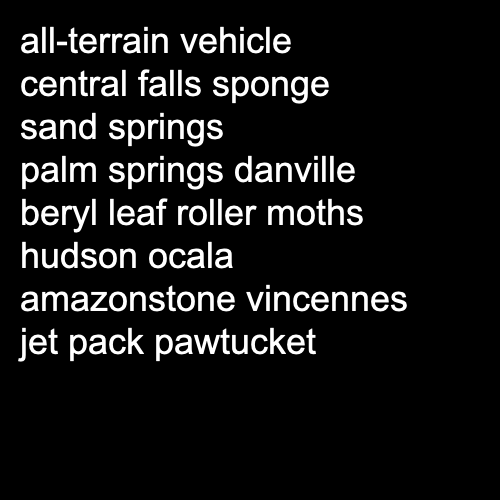 all-terrain vehicle
central falls sponge
sand springs
palm springs danville
beryl leaf roller moths
hudson ocala
amazonstone vincennes
jet pack pawtucket